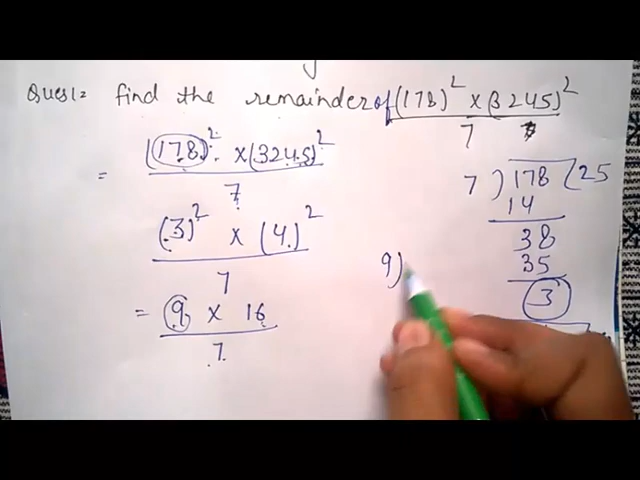 Ques1:- find the remainder of (178)² × (3245)²
7
= (178)² × (3245)²
7
(3)² × (4)²
7
= 9 × 16
7
7 ) 178 ( 25
14
38
35
3
9)